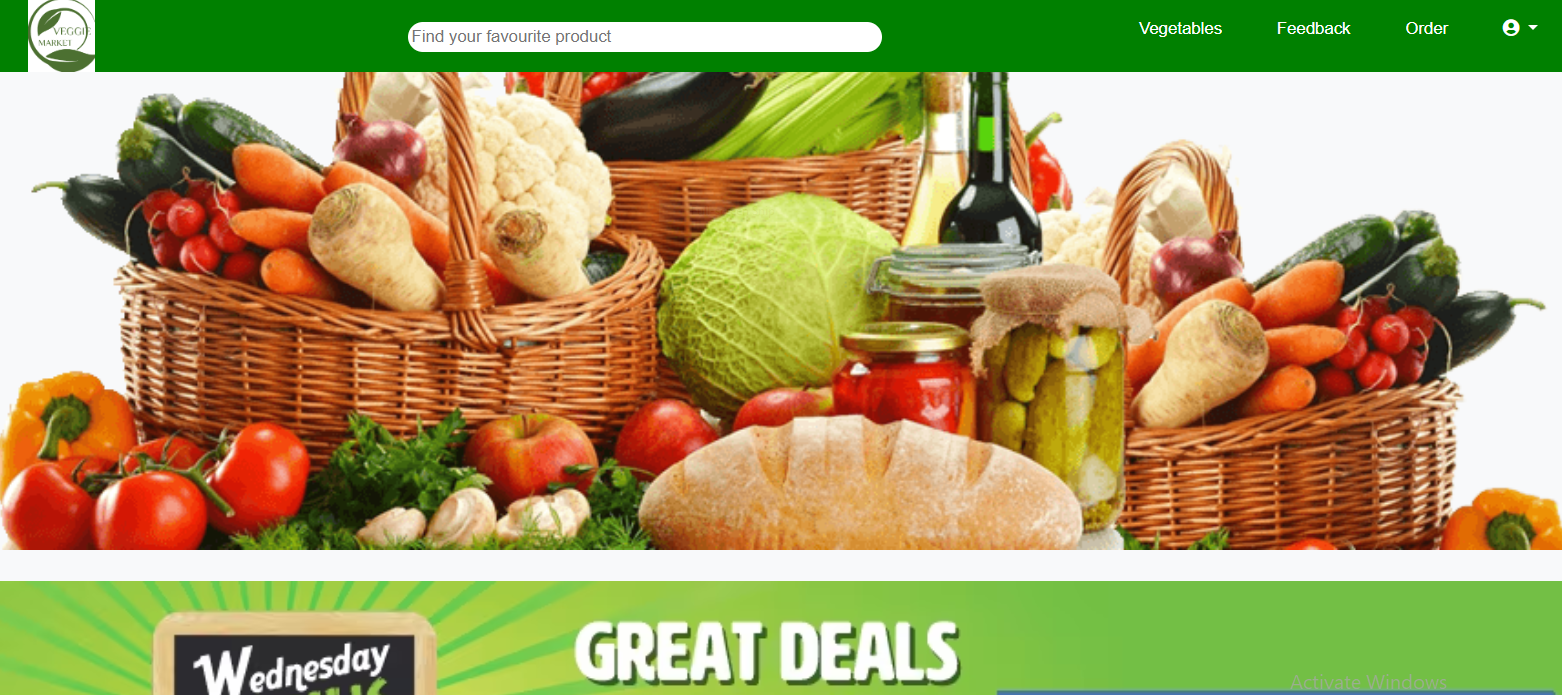 VEGGIE
MARKET
Find your favourite product
Vegetables
Feedback
Order
GREAT DEALS
Wednesday
Activate Windows